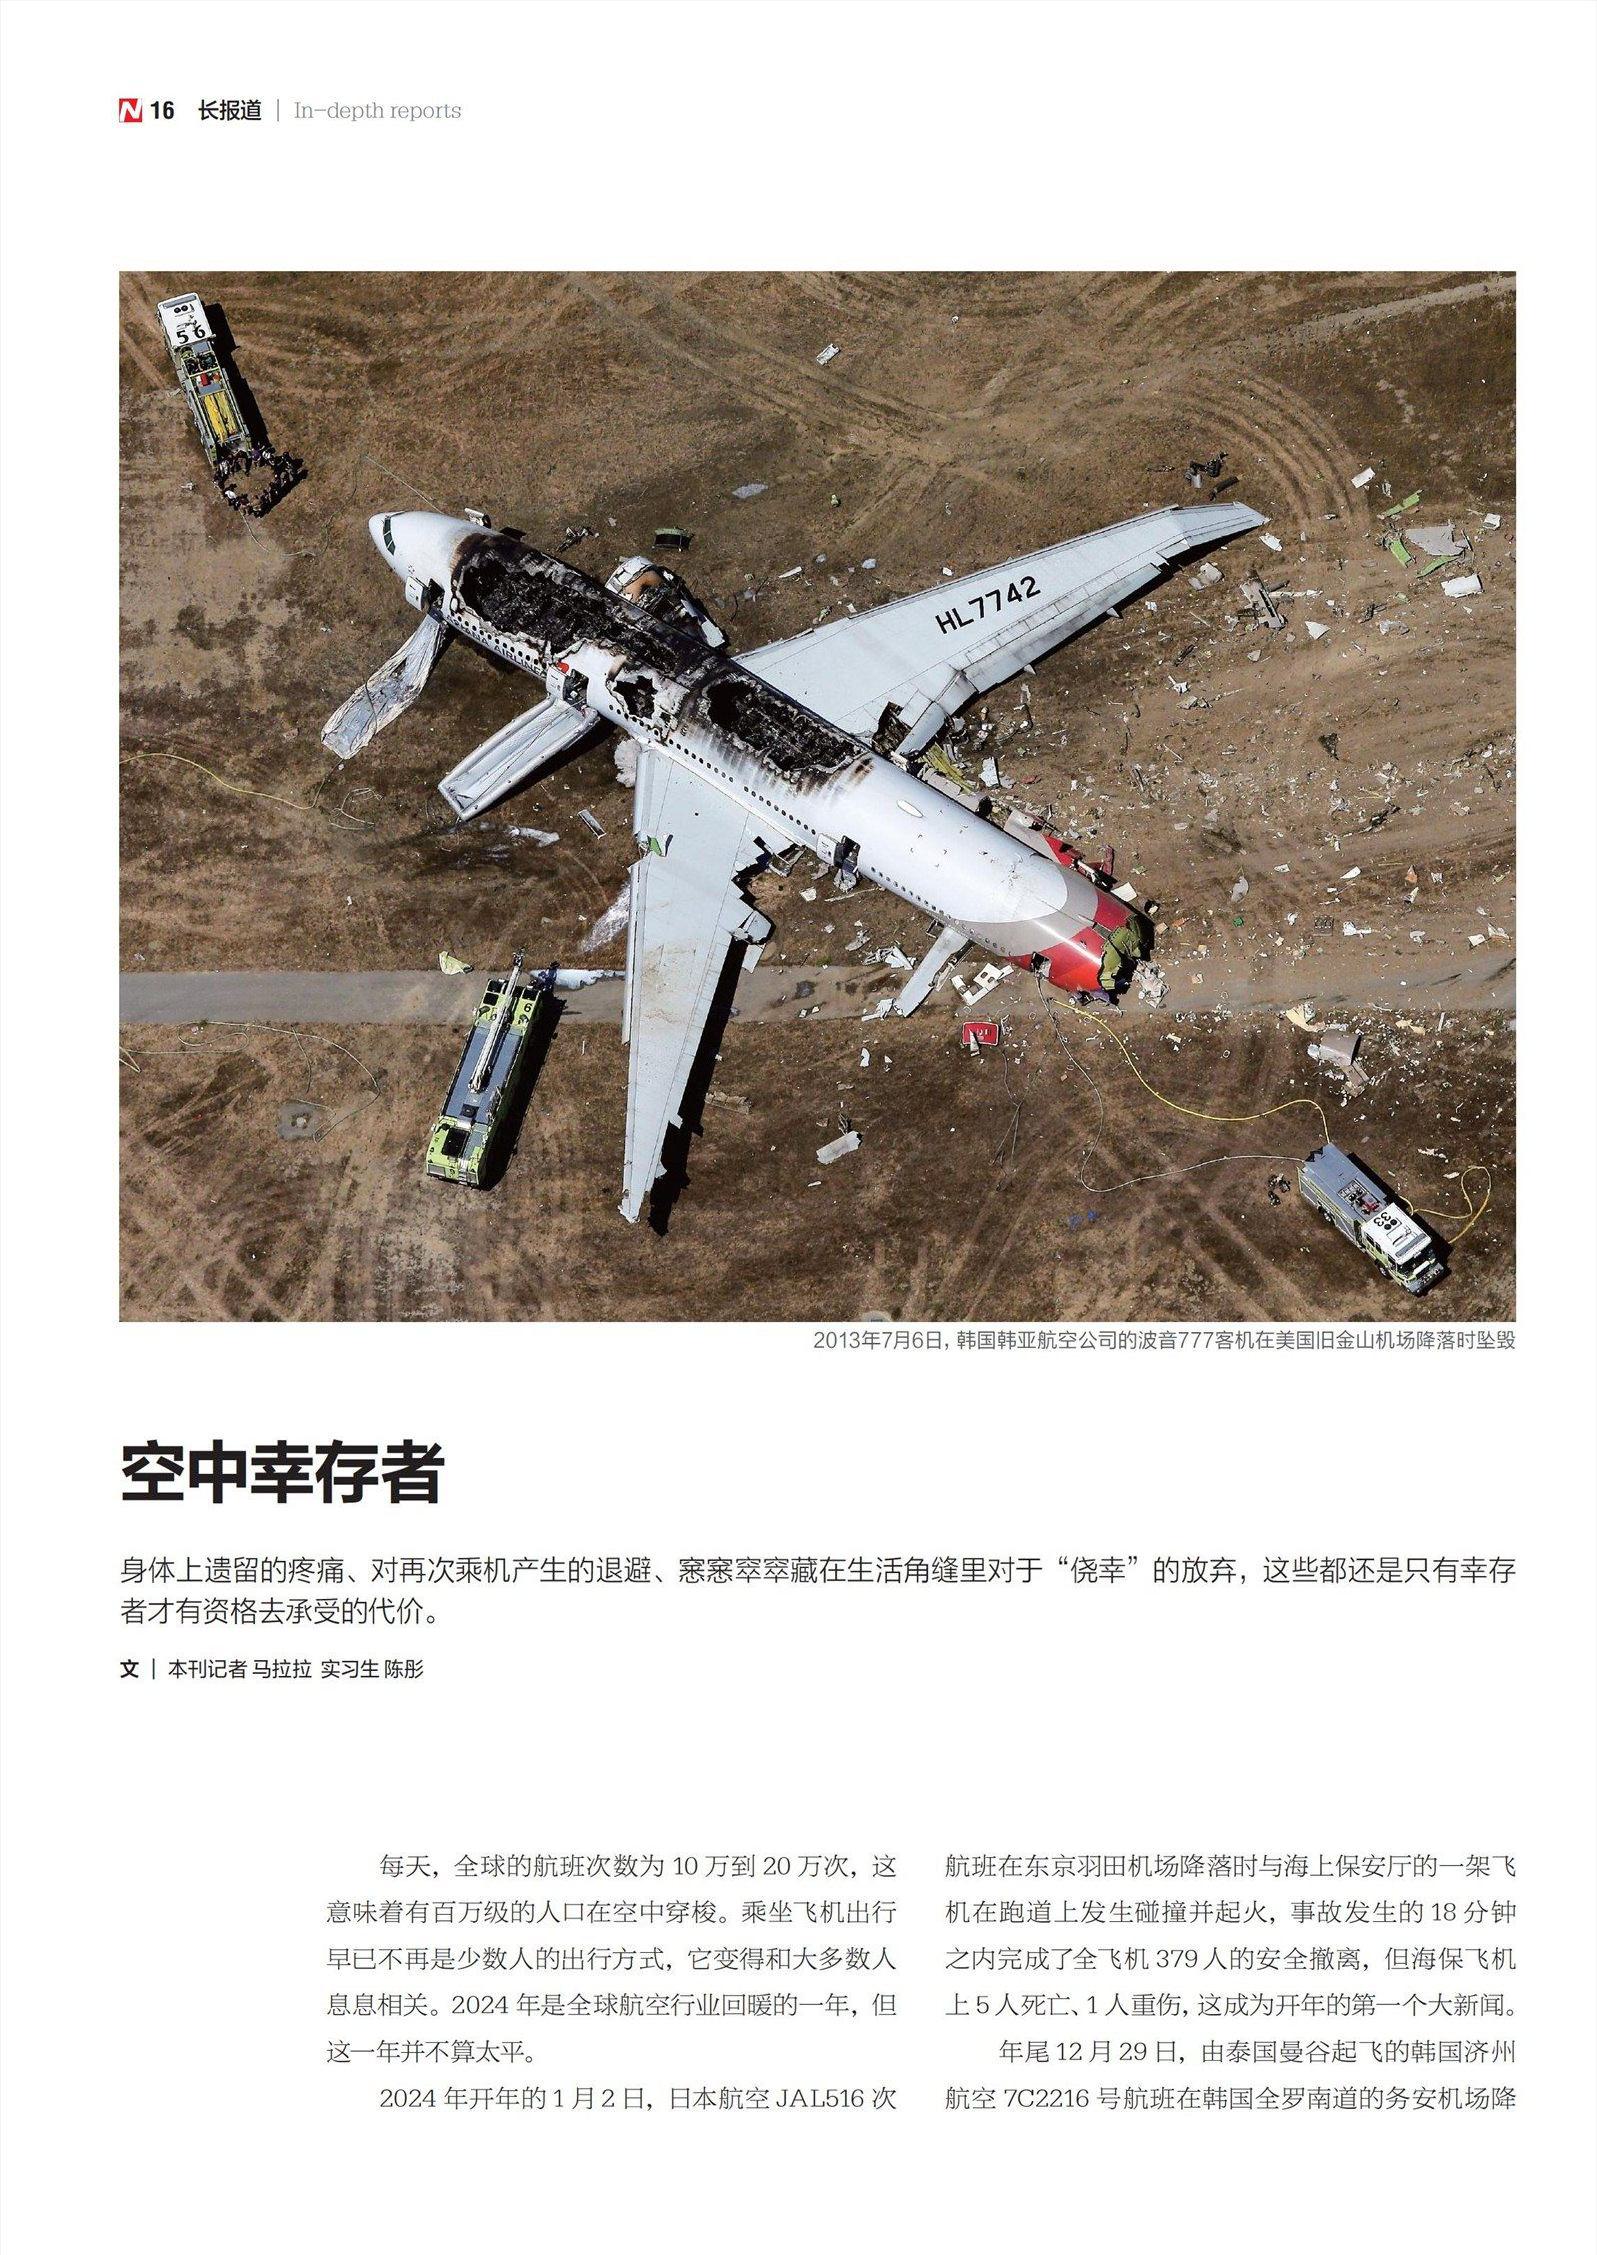 N 16 长报道 | In-depth reports
56
HL7742
6
2013年7月6日，韩国韩亚航空公司的波音777客机在美国旧金山机场降落时坠毁
空中幸存者
身体上遗留的疼痛、对再次乘机产生的退避、窸窸窣窣藏在生活角缝里对于“侥幸”的放弃，这些都还是只有幸存
者才有资格去承受的代价。
文 | 本刊记者 马拉拉 实习生 陈彤
每天，全球的航班次数为 10 万到 20 万次，这
意味着有百万级的人口在空中穿梭。乘坐飞机出行
早已不再是少数人的出行方式，它变得和大多数人
息息相关。2024 年是全球航空行业回暖的一年，但
这一年并不算太平。
2024 年开年的 1 月 2 日，日本航空 JAL516 次
航班在东京羽田机场降落时与海上保安厅的一架飞
机在跑道上发生碰撞并起火，事故发生的 18 分钟
之内完成了全飞机 379 人的安全撤离，但海保飞机
上 5 人死亡、1 人重伤，这成为开年的第一个大新闻。
年尾 12 月 29 日，由泰国曼谷起飞的韩国济州
航空 7C2216 号航班在韩国全罗南道的务安机场降